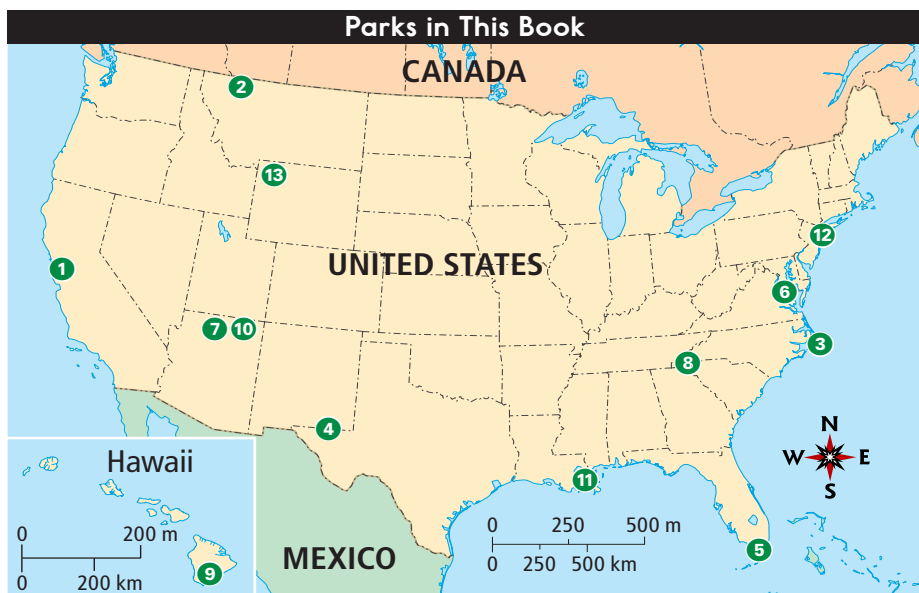 Parks in This Book
CANADA
2
13
12
1
UNITED STATES
6
7 10
3
8
4
N
W E
S
Hawaii
11
0 200 m
0 200 km
9
MEXICO
0 250 500 m
0 250 500 km
5